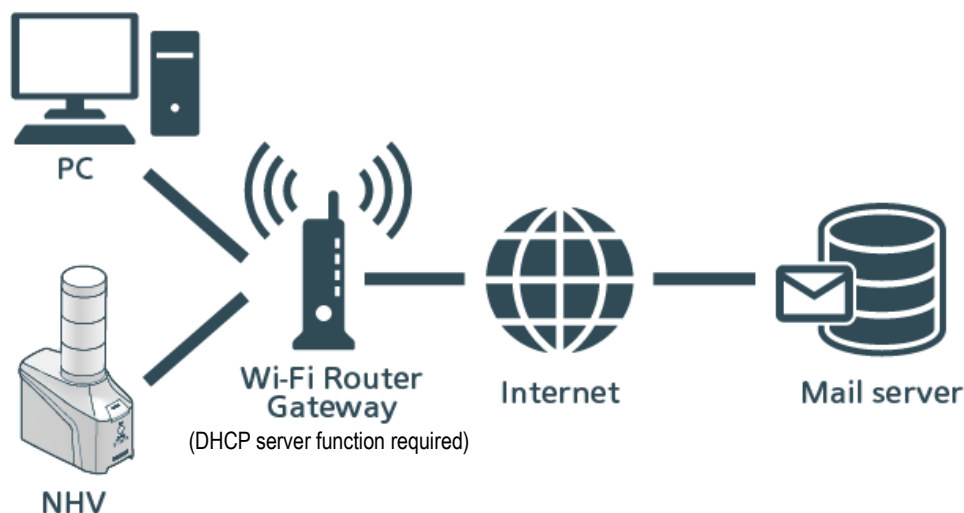 PC
Wi-Fi Router
Gateway
(DHCP server function required)
Internet
Mail server
NHV